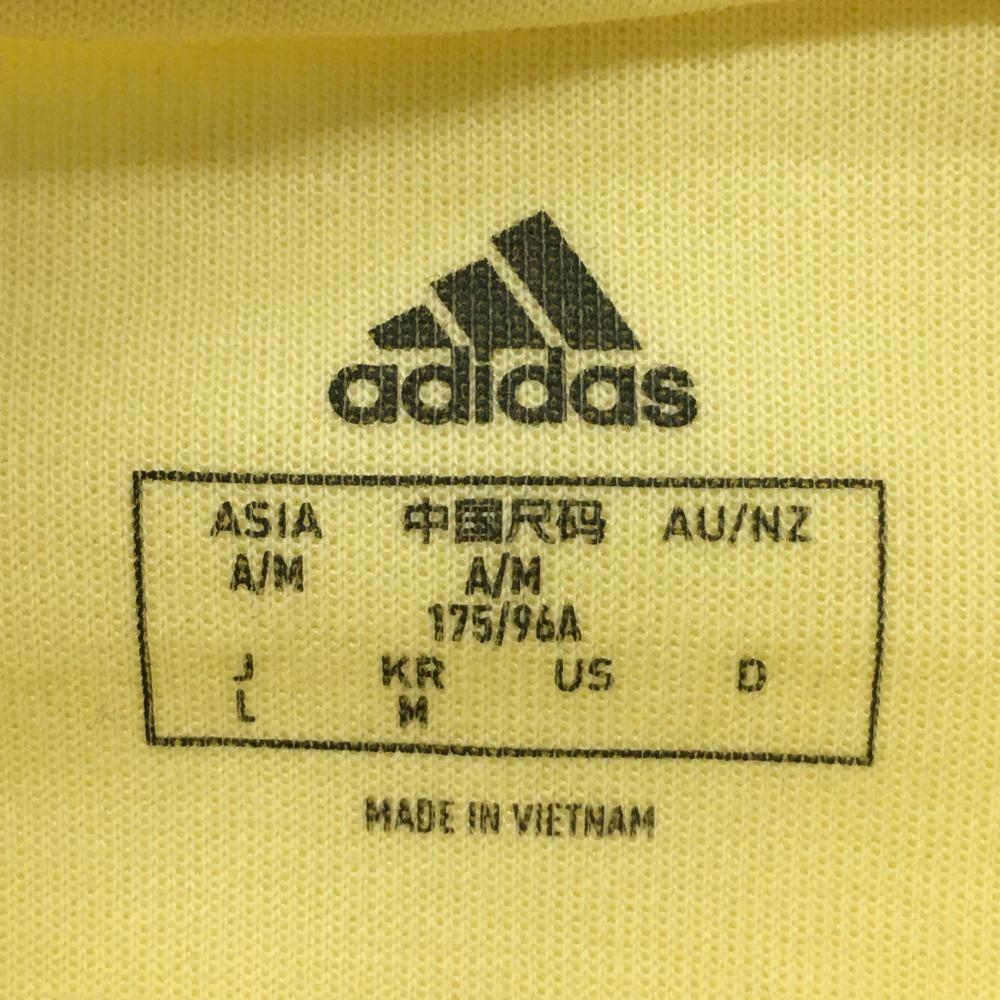 adidas
ASIA 中国尺码 AU/NZ
A/M A/M
175/96A
J KR US D
L M
MADE IN VIETNAM